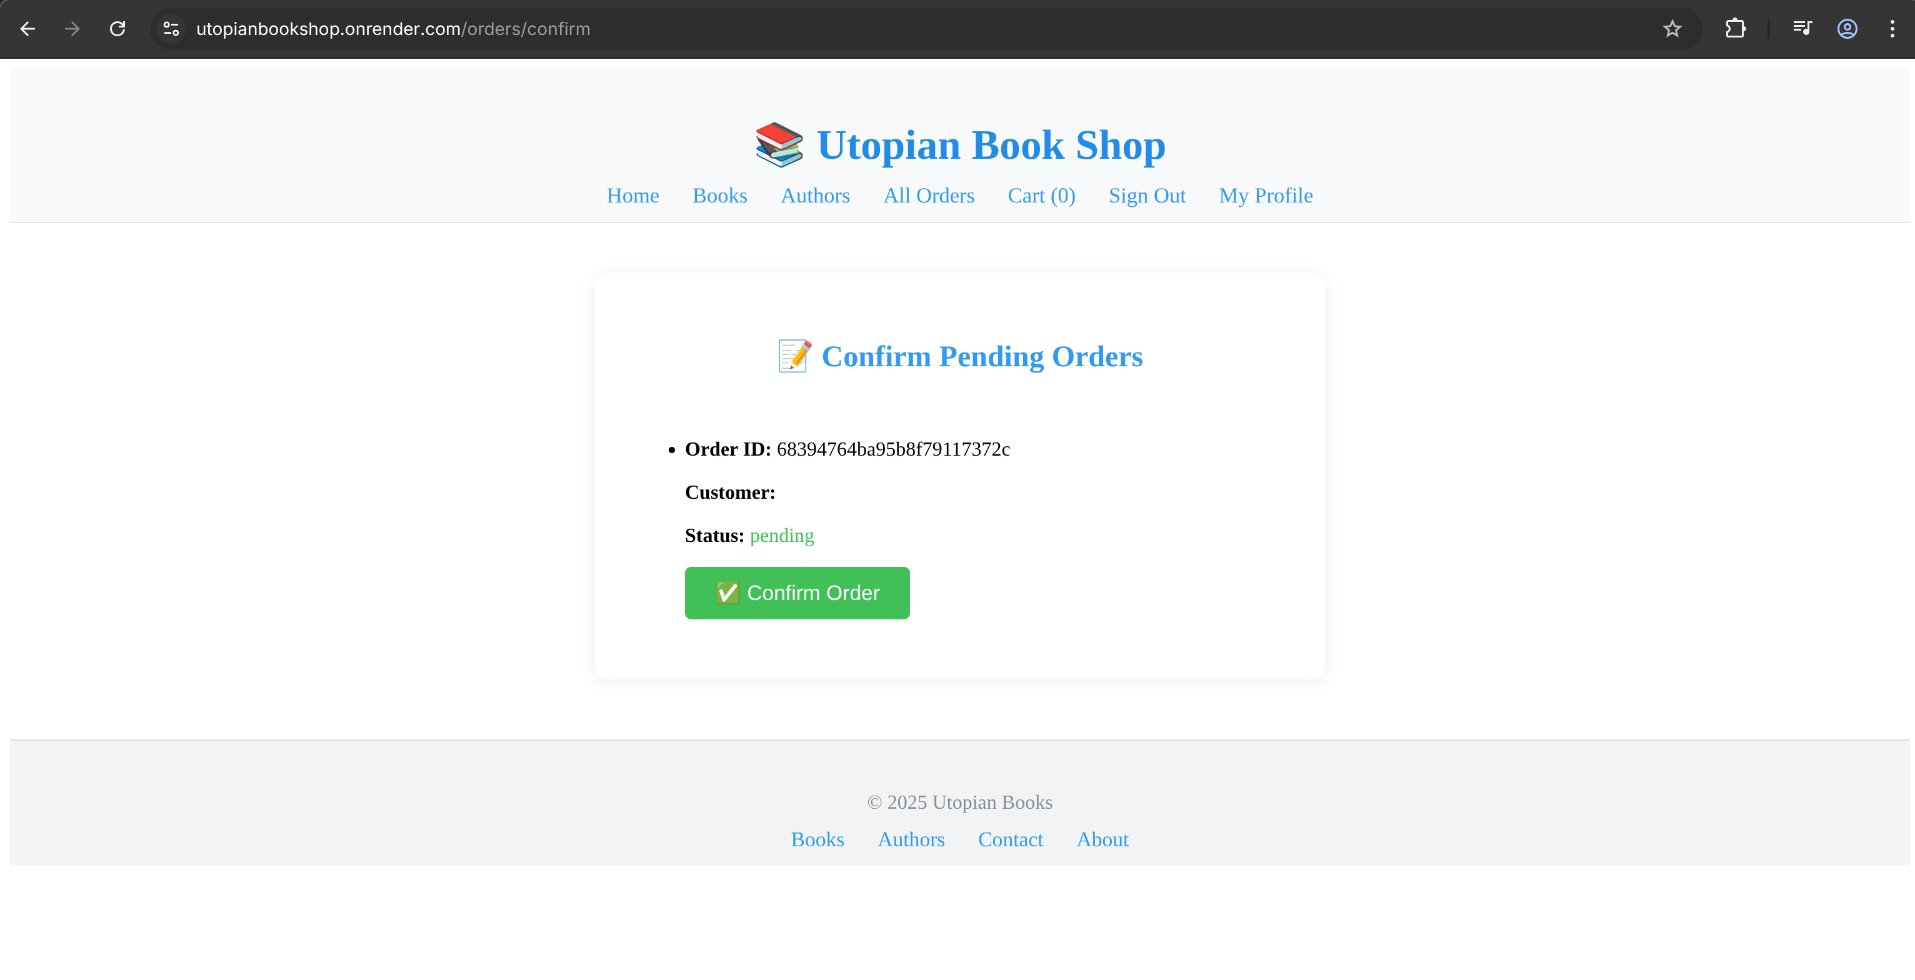 utopianbookshop.onrender.com/orders/confirm
📚 Utopian Book Shop
Home Books Authors All Orders Cart (0) Sign Out My Profile
📝 Confirm Pending Orders
• Order ID: 68394764ba95b8f79117372c
Customer:
Status: pending
✅ Confirm Order
© 2025 Utopian Books
Books Authors Contact About